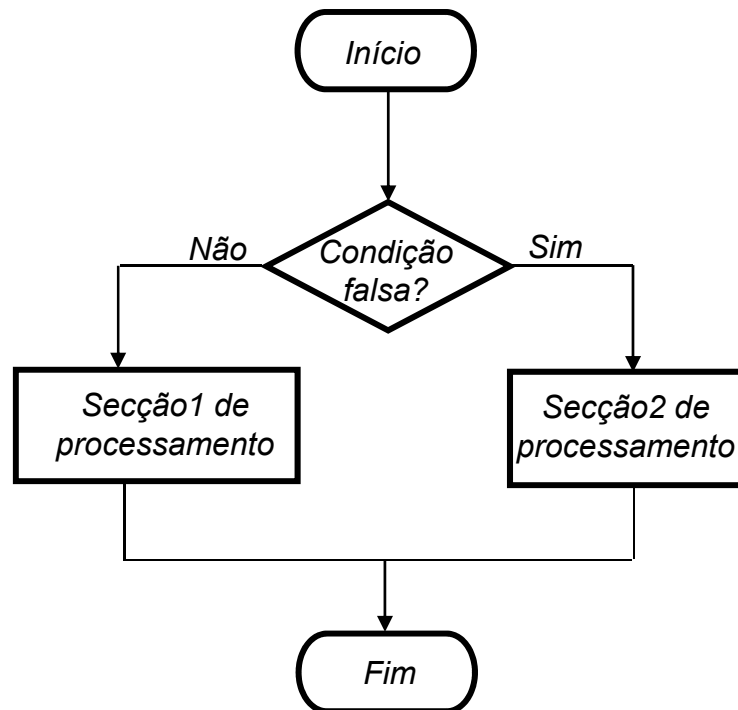 Início
Não
Condição
falsa?
Sim
Secção1 de
processamento
Secção2 de
processamento
Fim